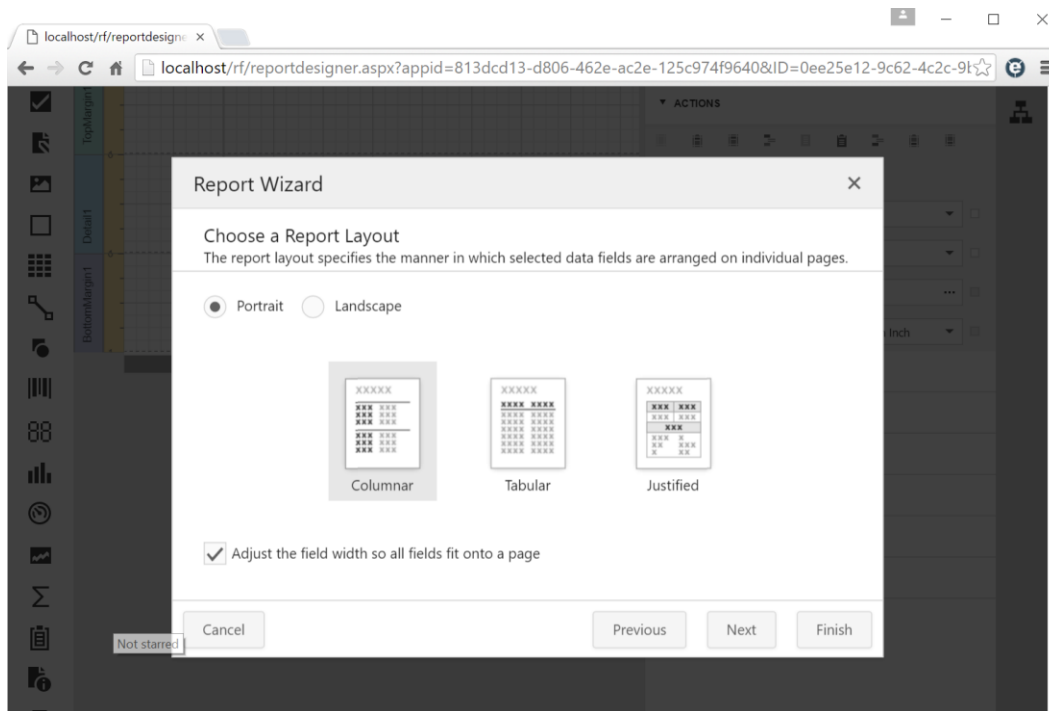 localhost/rf/reportdesigne
localhost/rf/reportdesigner.aspx?appid=813dcd13-d806-462e-ac2e-125c974f9640&ID=0ee25e12-9c62-4c2c-9b
TopMargin1
ACTIONS
Report Wizard
Detail1
Choose a Report Layout
The report layout specifies the manner in which selected data fields are arranged on individual pages.
BottomMargin1
Portrait Landscape
Inch
XXXXX XXXXX XXXXX
88
Columnar Tabular Justified
Adjust the field width so all fields fit onto a page
Cancel Previous Next Finish
Not starred